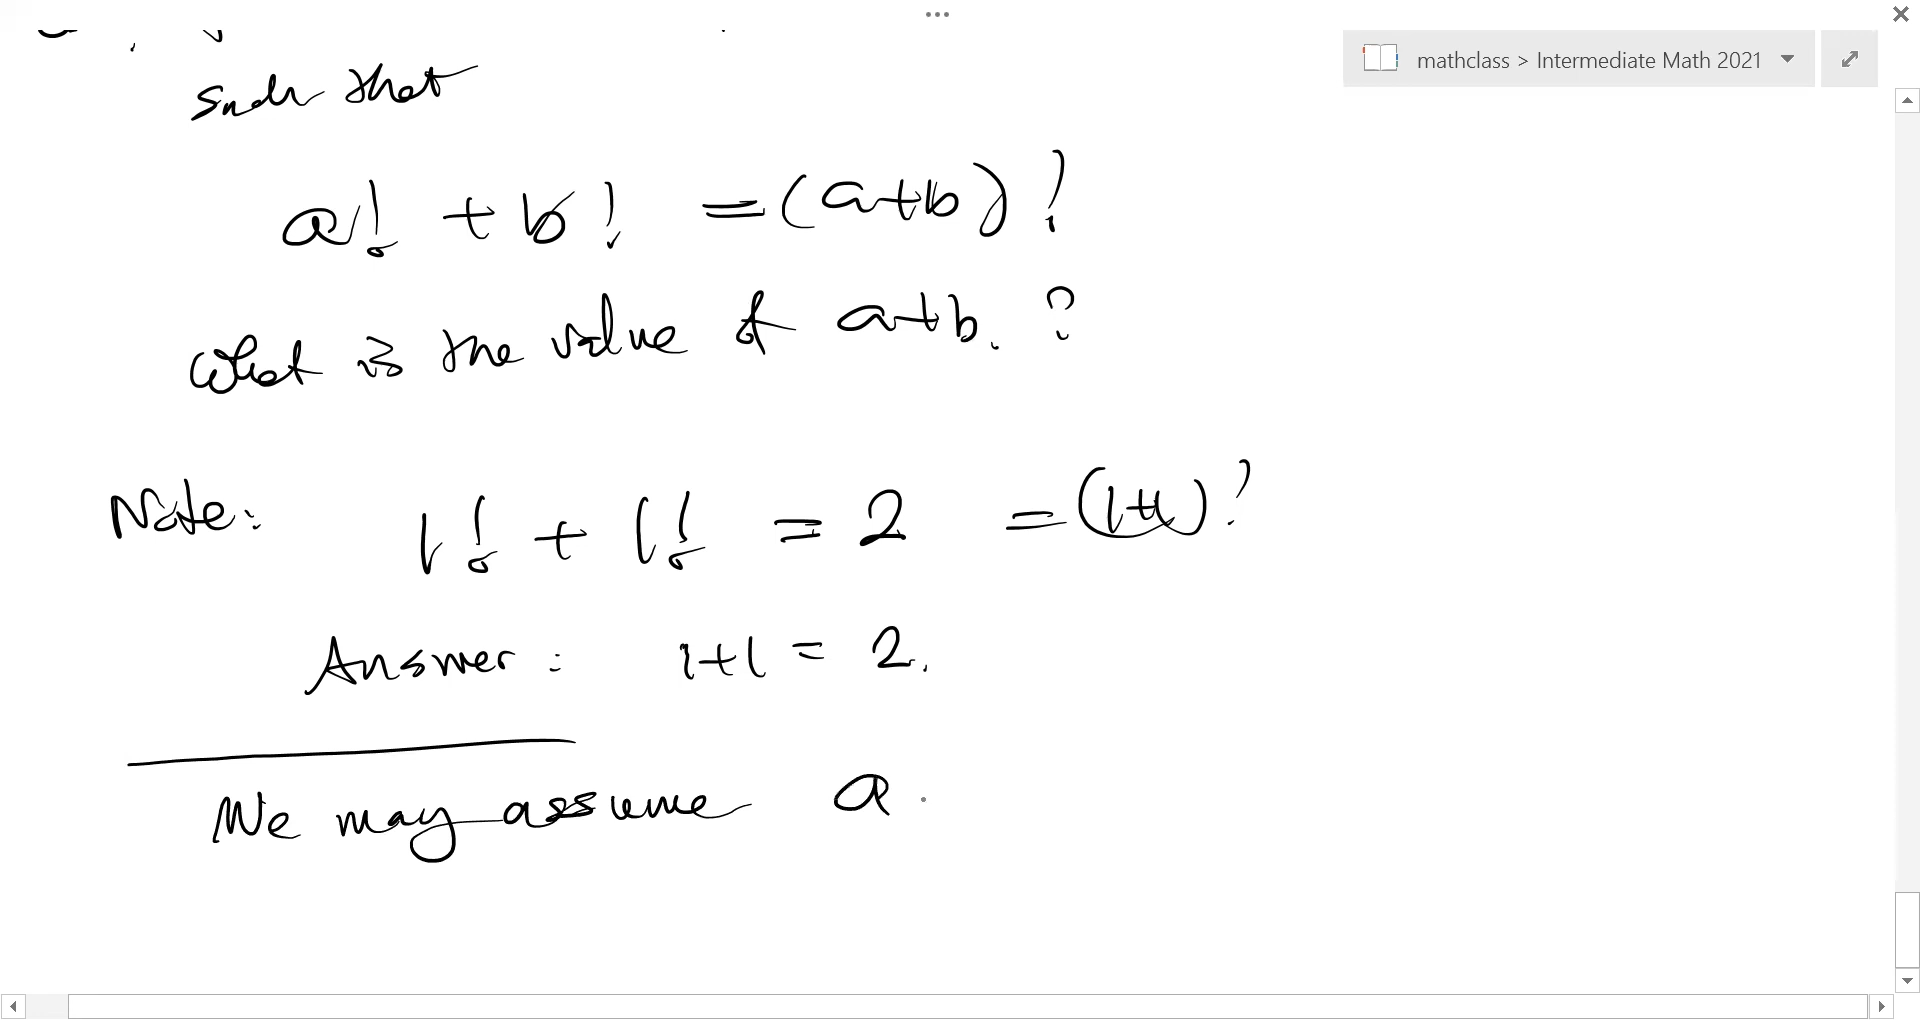 mathclass > Intermediate Math 2021
such that
a! + b! = (a+b)!
What is the value of a+b. ?
Note: 1! + 1! = 2 = (1+1)!
Answer: 1+1 = 2.
We may assume a